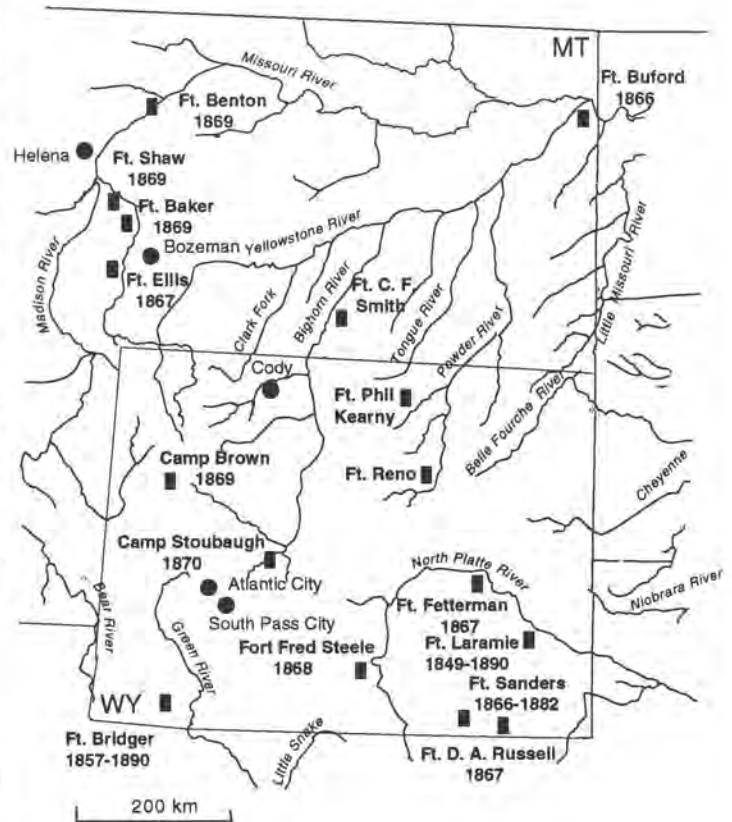 MT
Missouri River
Ft. Buford
1866
Ft. Benton
1869
Helena
Ft. Shaw
1869
Ft. Baker
1869
Bozeman
Yellowstone River
Ft. Ellis
1867
Madison River
Clark Fork
Bighorn River
Ft. C. F.
Smith
Tongue River
Powder River
Little Missouri River
Cody
Ft. Phil
Kearny
Belle Fourche River
Camp Brown
1869
Ft. Reno
Cheyenne
Camp Stoubaugh
1870
Atlantic City
South Pass City
North Platte River
Niobrara River
Ft. Fetterman
1867
Bear River
Green River
Fort Fred Steele
1868
Ft. Laramie
1849-1890
Ft. Sanders
1866-1882
WY
Ft. Bridger
1857-1890
Little Snake
Ft. D. A. Russell
1867
200 km